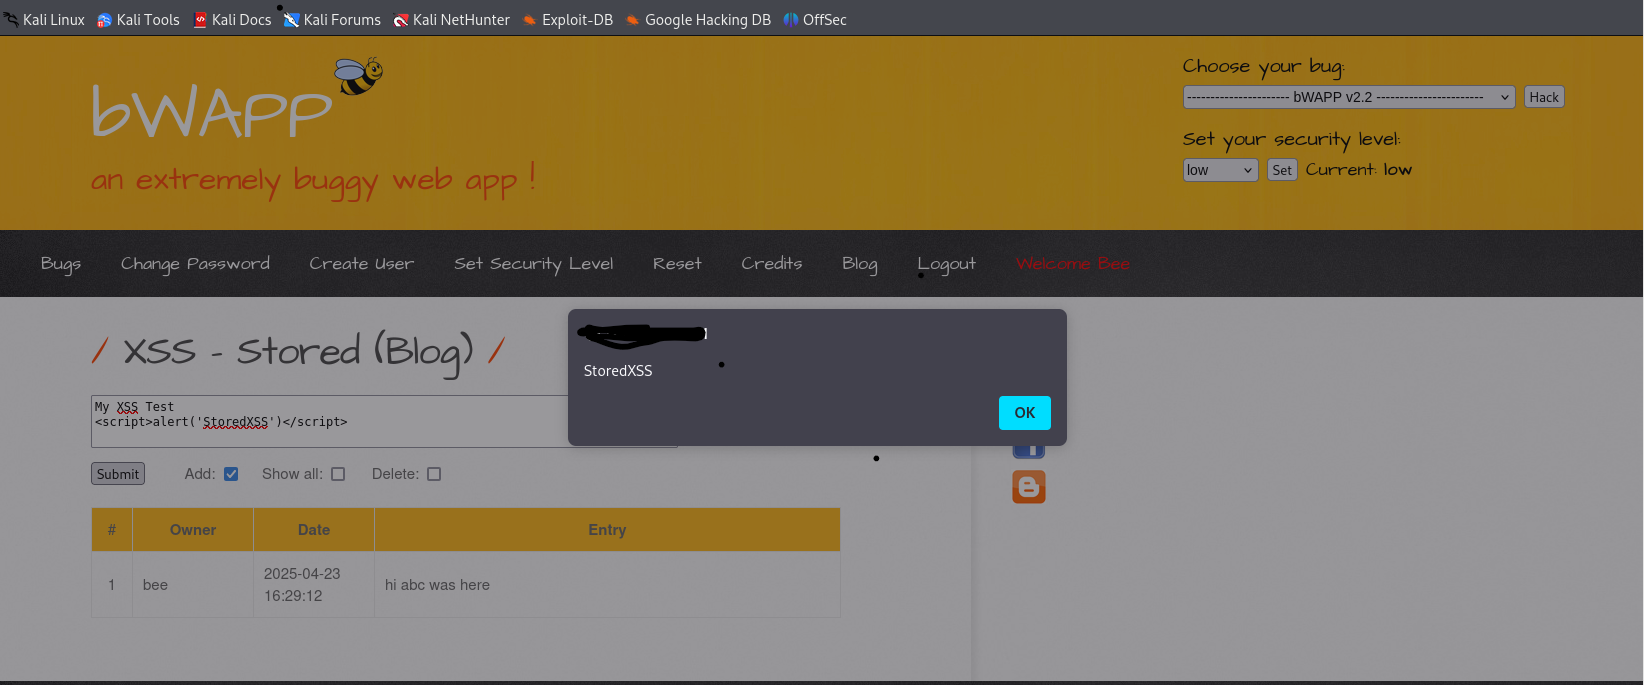 Kali Linux Kali Tools Kali Docs Kali Forums Kali NetHunter Exploit-DB Google Hacking DB OffSec
bWAPP
an extremely buggy web app !
Choose your bug:
---------------------- bWAPP v2.2 ----------------------- Hack
Set your security level:
low Set Current: low
Bugs Change Password Create User Set Security Level Reset Credits Blog Logout Welcome Bee
/ XSS - Stored (Blog) /
StoredXSS
OK
My XSS Test
<script>alert('StoredXSS')</script>
Submit Add: Show all: Delete:
# Owner Date Entry
1 bee 2025-04-23 hi abc was here
16:29:12